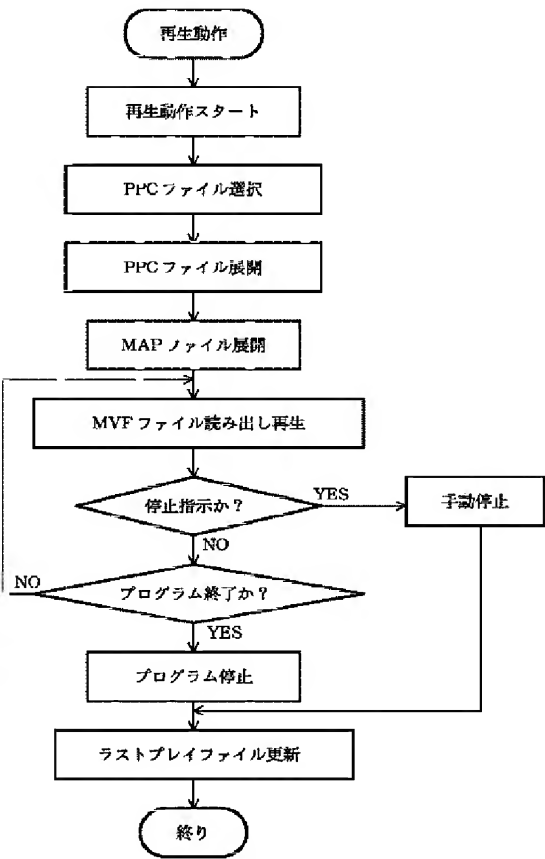 再生動作
再生動作スタート
PPCファイル選択
PPCファイル展開
MAPファイル展開
MVFファイル読み出し再生
停止指示か？
YES
手動停止
NO
NO
プログラム終了か？
YES
プログラム停止
ラストプレイファイル更新
終り